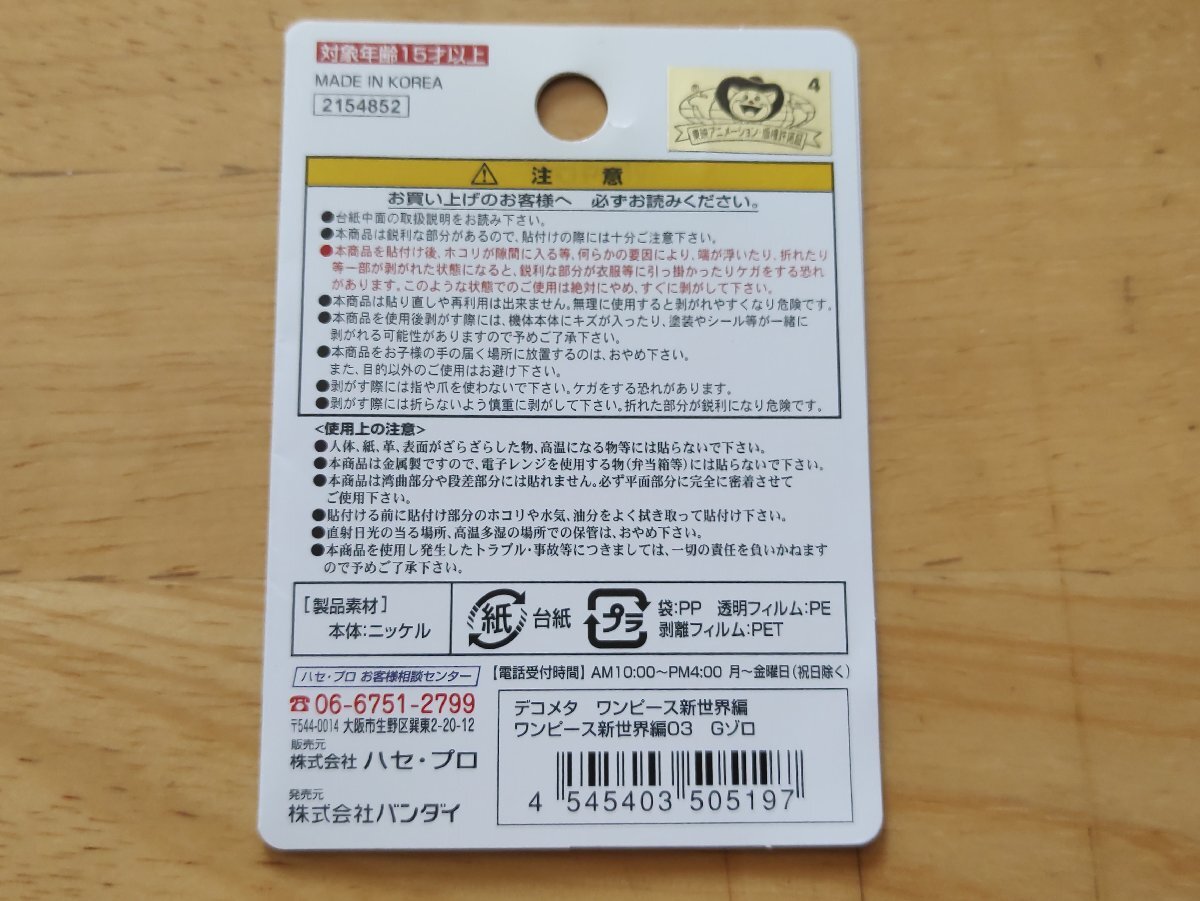 対象年齢15才以上
MADE IN KOREA
2154852
4
東映アニメーション・版権許諾証
注 意
お買い上げのお客様へ 必ずお読みください。
●台紙中面の取扱説明をお読み下さい。
●本商品は鋭利な部分があるので、貼付けの際には十分ご注意下さい。
●本商品を貼付け後、ホコリが隙間に入る等、何らかの要因により、端が浮いたり、折れたり
等一部が剥がれた状態になると、鋭利な部分が衣服等に引っ掛かったりケガをする恐れ
があります。このような状態でのご使用は絶対にやめ、すぐに剥がして下さい。
●本商品は貼り直しや再利用は出来ません。無理に使用すると剥がれやすくなり危険です。
●本商品を使用後剥がす際には、機体本体にキズが入ったり、塗装やシール等が一緒に
剥がれる可能性がありますので予めご了承下さい。
●本商品をお子様の手の届く場所に放置するのは、おやめ下さい。
また、目的以外のご使用はお避け下さい。
●剥がす際には指や爪を使わないで下さい。ケガをする恐れがあります。
●剥がす際には折らないよう慎重に剥がして下さい。折れた部分が鋭利になり危険です。
<使用上の注意>
●人体、紙、革、表面がざらざらした物、高温になる物等には貼らないで下さい。
●本商品は金属製ですので、電子レンジを使用する物(弁当箱等)には貼らないで下さい。
●本商品は湾曲部分や段差部分には貼れません。必ず平面部分に完全に密着させて
ご使用下さい。
●貼付ける前に貼付け部分のホコリや水気、油分をよく拭き取って貼付け下さい。
●直射日光の当る場所、高温多湿の場所での保管は、おやめ下さい。
●本商品を使用し発生したトラブル・事故等につきましては、一切の責任を負いかねます
ので予めご了承下さい。
[製品素材]
本体:ニッケル
紙 台紙
プラ 袋:PP 透明フィルム:PE
剥離フィルム:PET
ハセ・プロ お客様相談センター
【電話受付時間】AM10:00～PM4:00 月～金曜日(祝日除く)
☎06-6751-2799
〒544-0014 大阪市生野区巽東2-20-12
販売元
株式会社 ハセ・プロ
発売元
株式会社バンダイ
デコメタ ワンピース新世界編
ワンピース新世界編03 Gゾロ
4 545403 505197